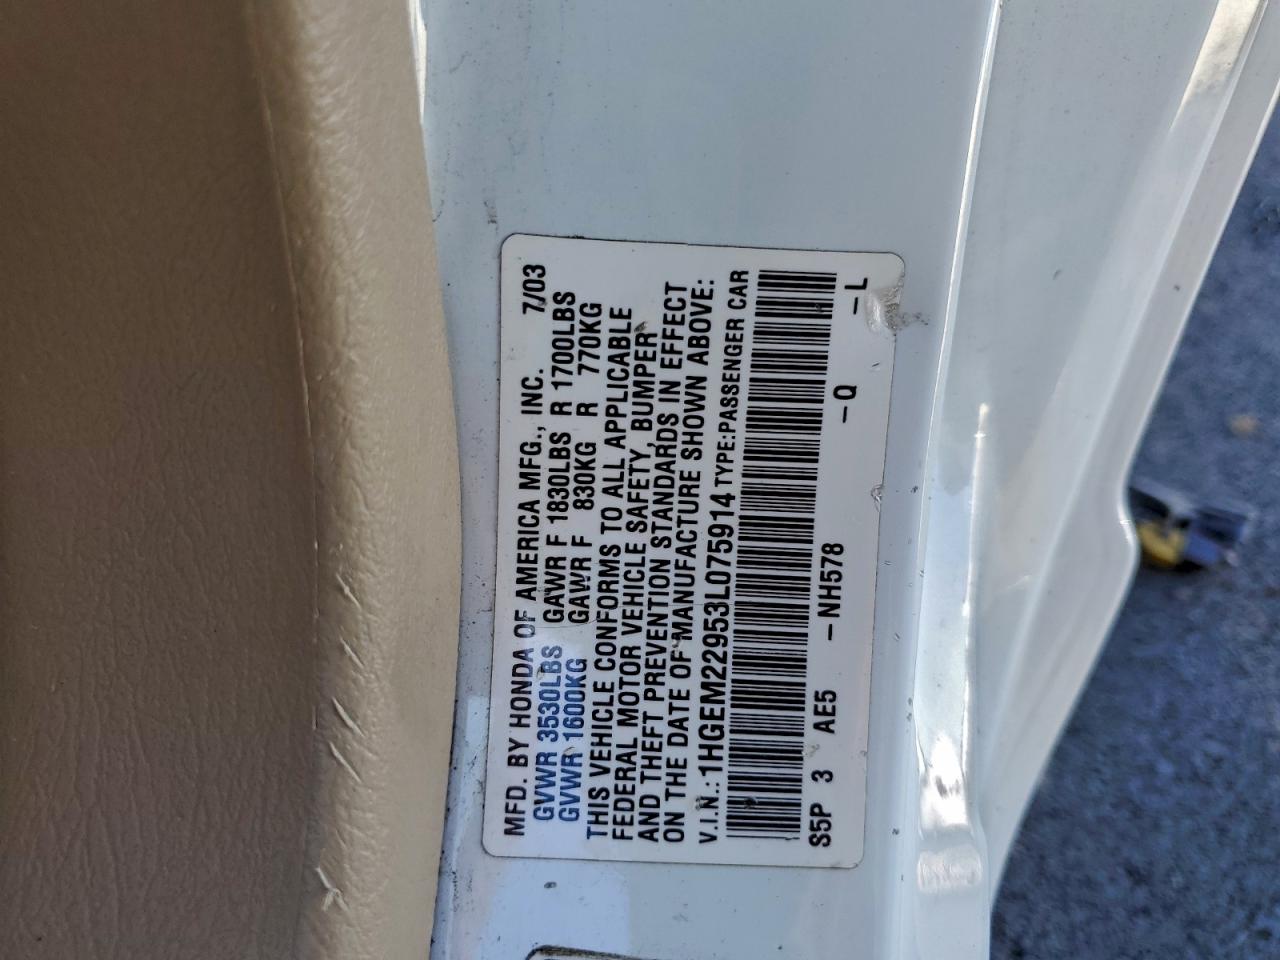 MFD. BY HONDA OF AMERICA MFG., INC. 7/03
GVWR 3530LBS GAWR F 1830LBS R 1700LBS
GVWR 1600KG GAWR F 830KG R 770KG
THIS VEHICLE CONFORMS TO ALL APPLICABLE
FEDERAL MOTOR VEHICLE SAFETY, BUMPER
AND THEFT PREVENTION STANDARDS IN EFFECT
ON THE DATE OF MANUFACTURE SHOWN ABOVE:
V.I.N.: 1HGEM22953L075914 TYPE:PASSENGER CAR
S5P 3 AE5 –NH578 –Q –L